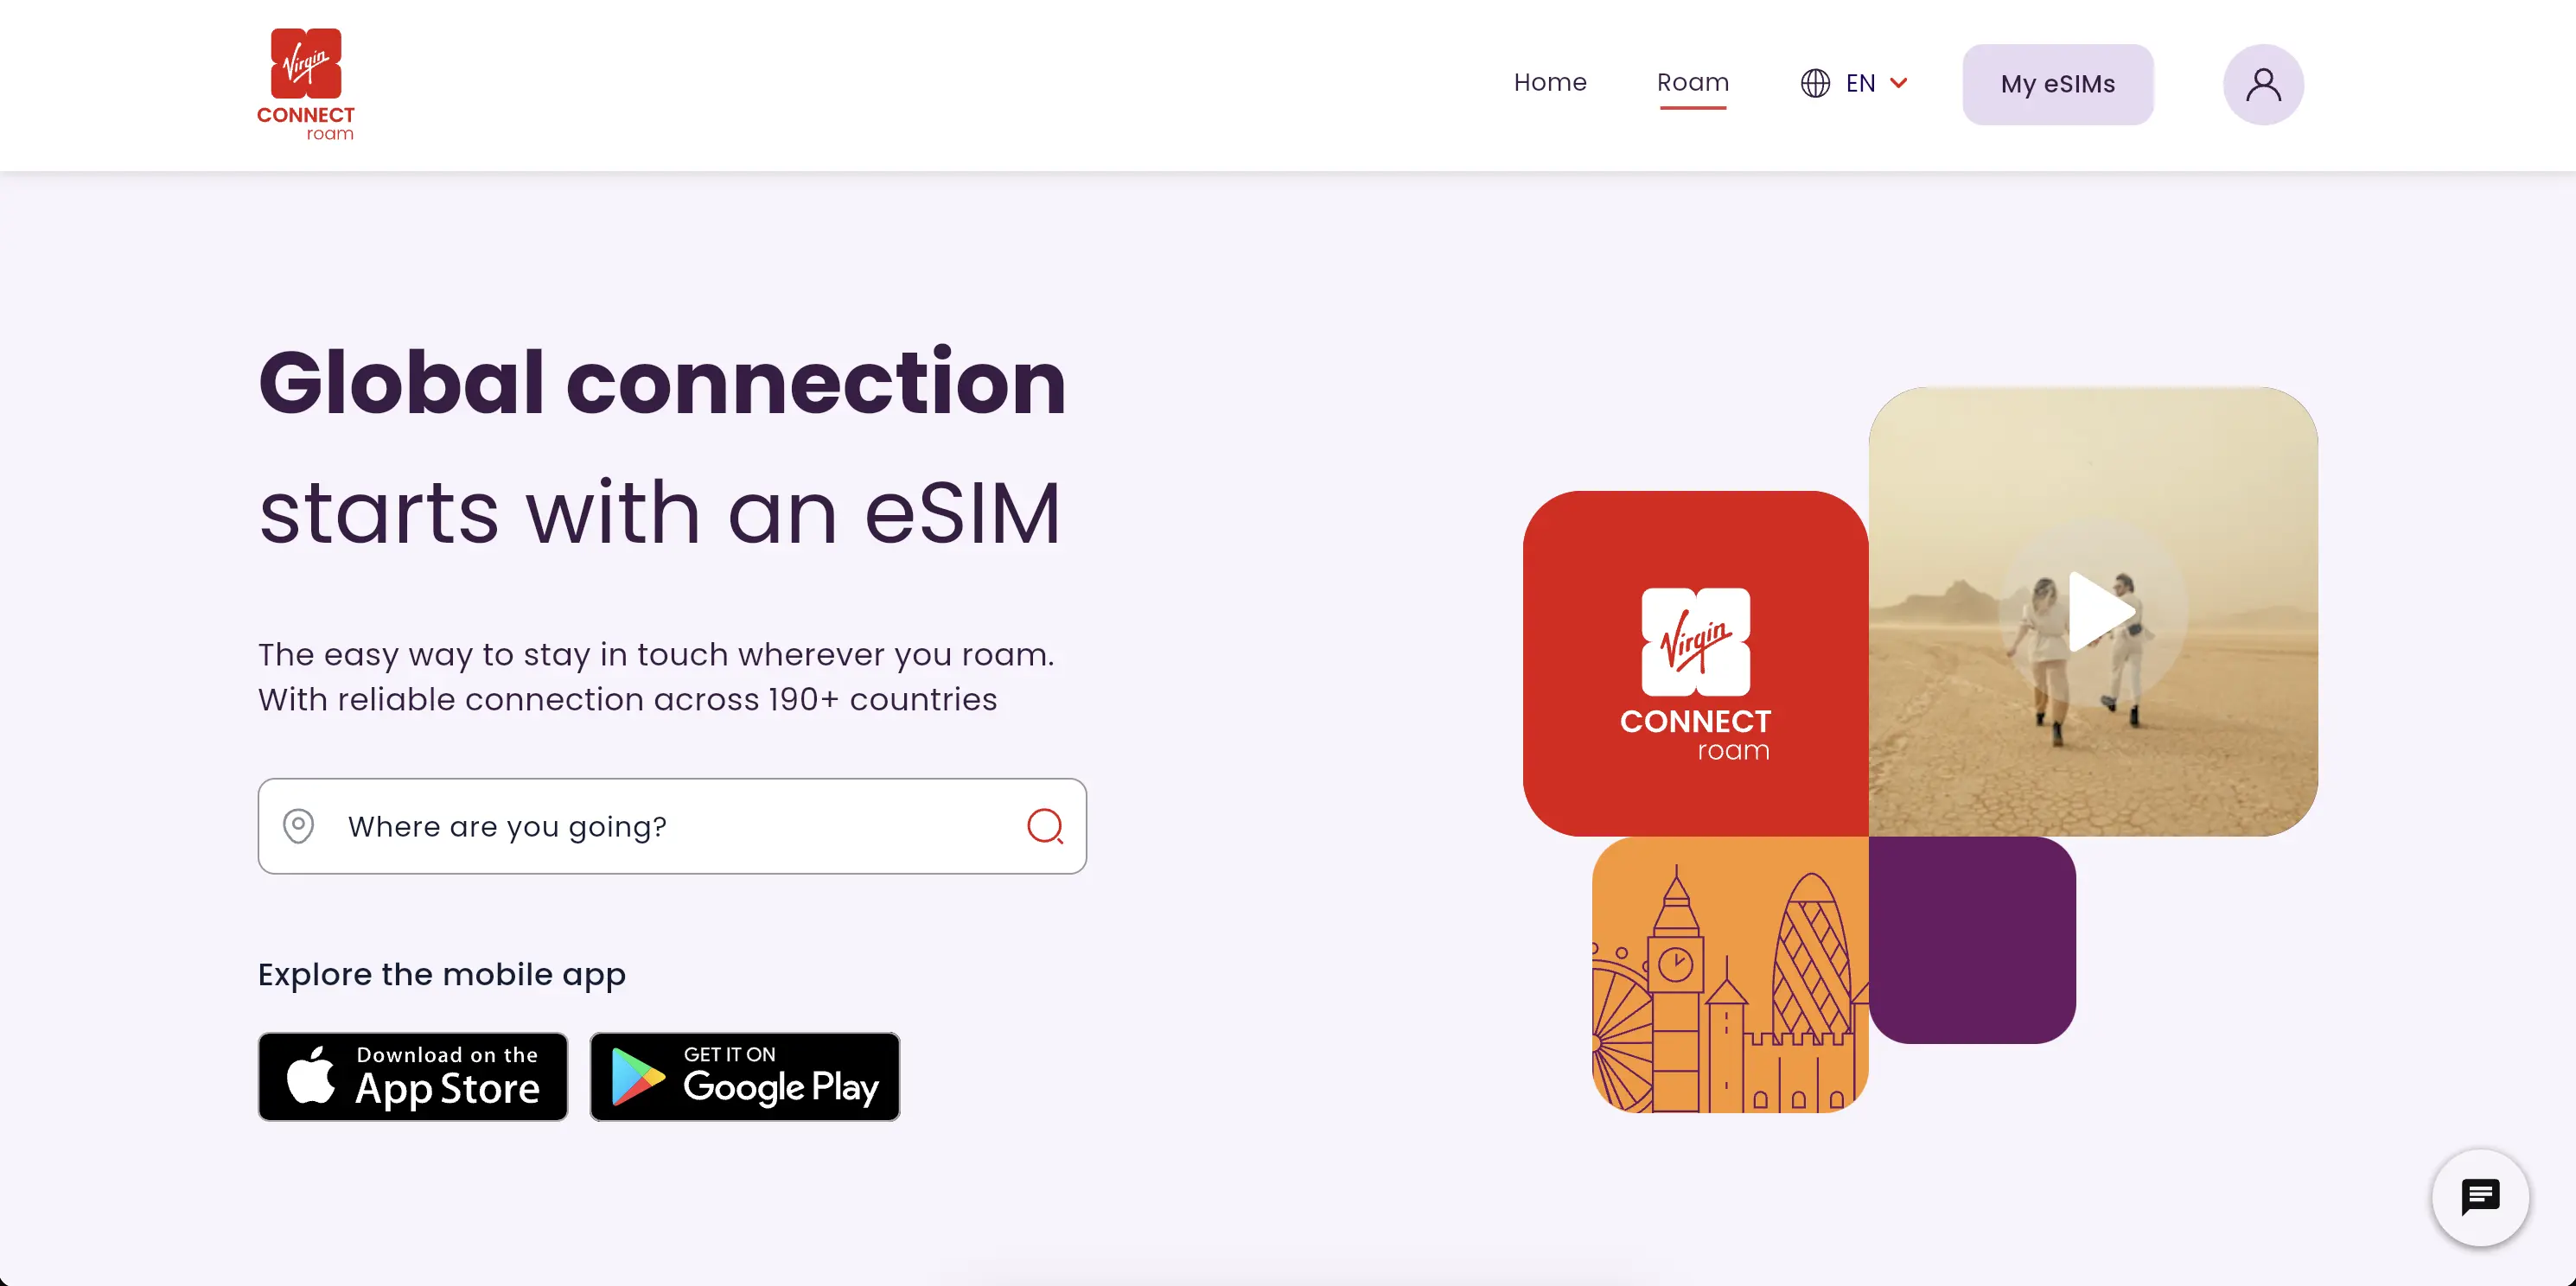 Virgin
CONNECT
roam
Home
Roam
EN
My eSIMs
Global connection
starts with an eSIM
The easy way to stay in touch wherever you roam.
With reliable connection across 190+ countries
Where are you going?
Explore the mobile app
Download on the
App Store
GET IT ON
Google Play
Virgin
CONNECT
roam